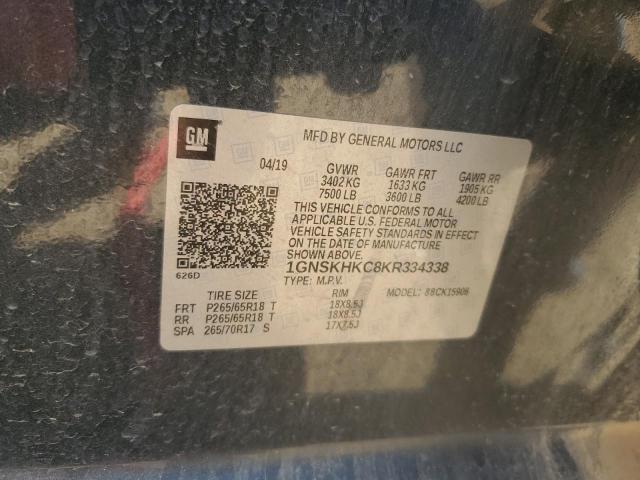 GM
MFD BY GENERAL MOTORS LLC
04/19 GVWR GAWR FRT GAWR RR
3402 KG 1633 KG 1905 KG
7500 LB 3600 LB 4200 LB
THIS VEHICLE CONFORMS TO ALL
APPLICABLE U.S. FEDERAL MOTOR
VEHICLE SAFETY STANDARDS IN EFFECT
ON THE DATE OF MANUFACTURE
SHOWN ABOVE.
1GNSKHKC8KR334338
626D
TYPE: M.P.V. MODEL: 88CK15906
TIRE SIZE RIM
FRT P265/65R18 T 18X8.5J
RR P265/65R18 T 18X8.5J
SPA 265/70R17 S 17X7.5J